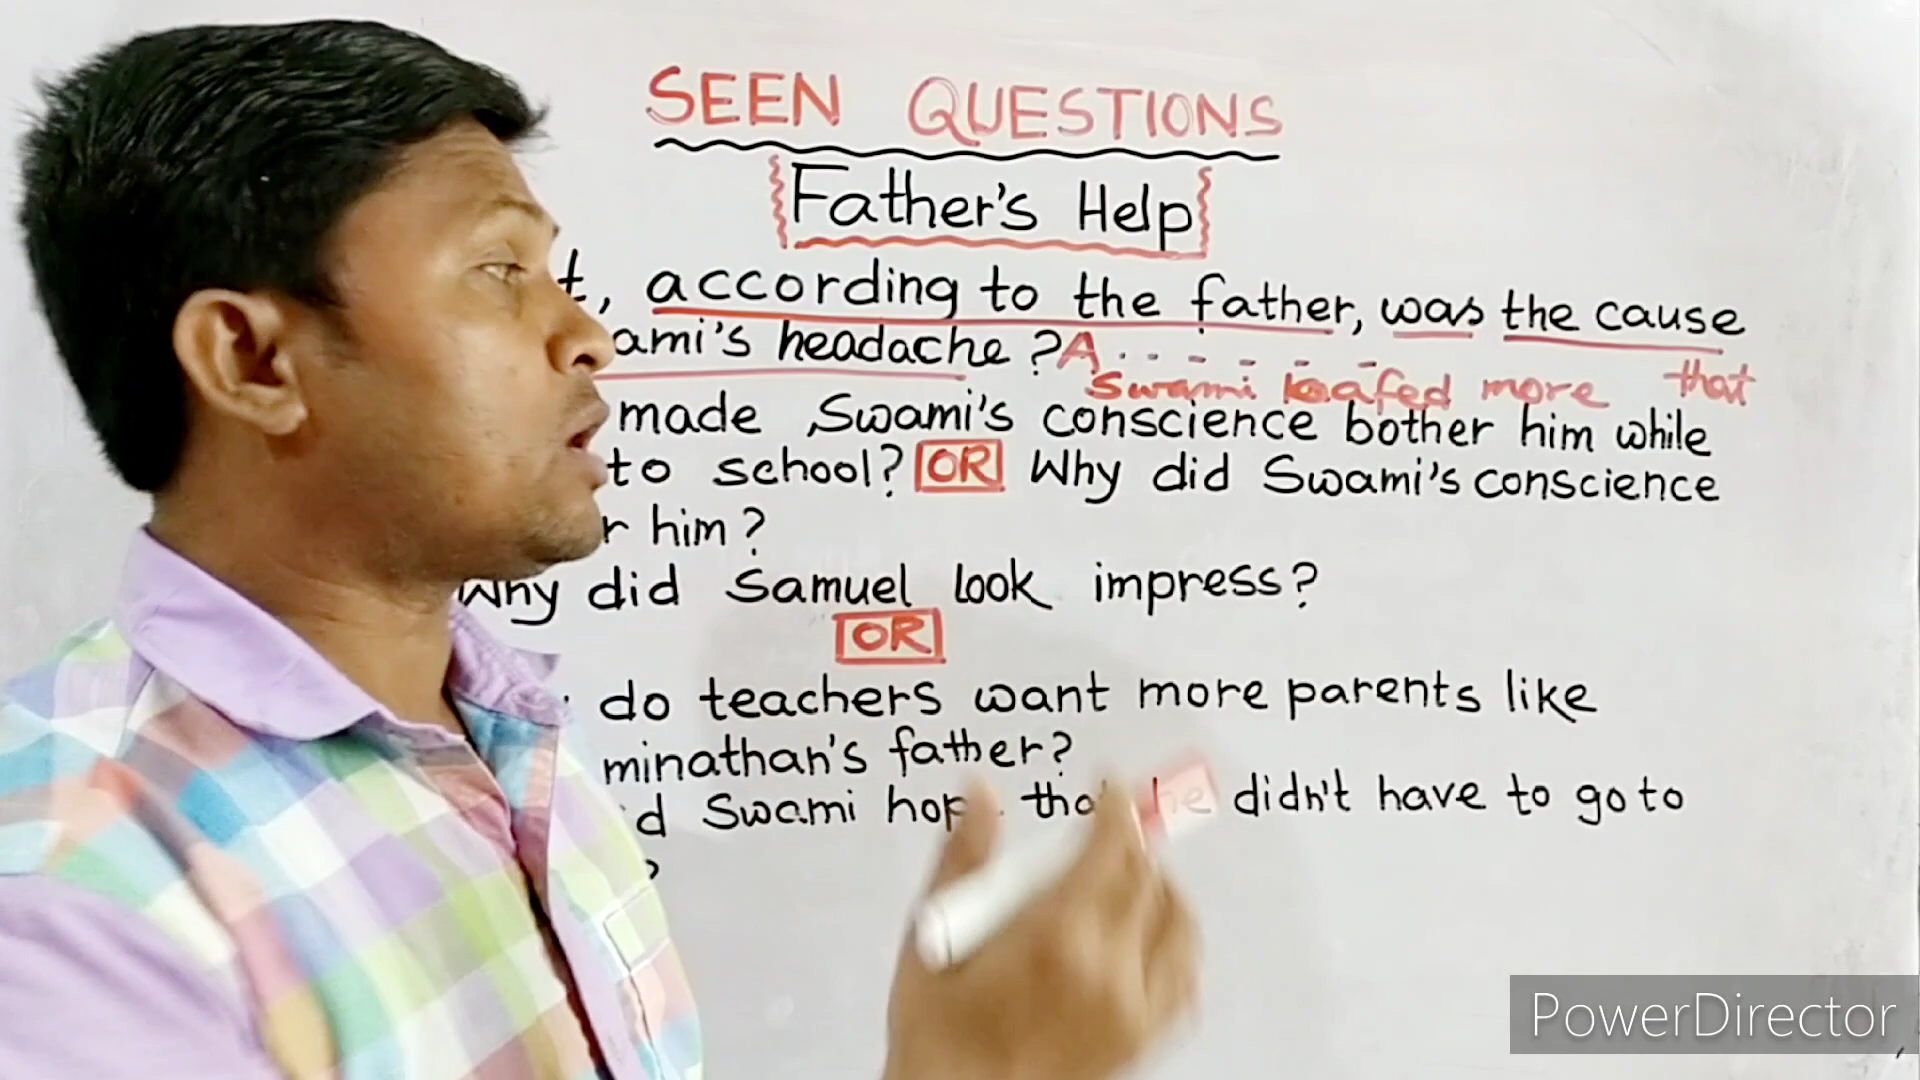 SEEN QUESTIONS
Father's Help
t, according to the father, was the cause
ami's headache? A
Swami loafed more that
made Swami's conscience bother him while
to school? OR Why did Swami's conscience
r him?
Why did Samuel look impress?
OR
do teachers want more parents like
minathan's father?
d Swami hop he didn't have to go to
?
PowerDirector